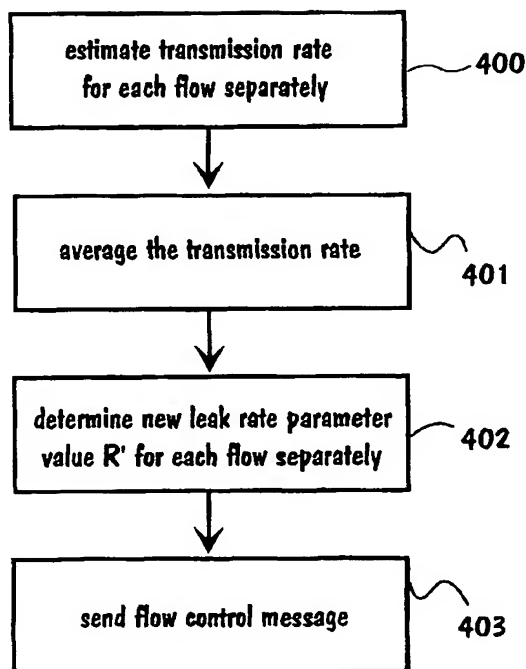 estimate transmission rate
for each flow separately
400
average the transmission rate
401
determine new leak rate parameter
value R' for each flow separately
402
send flow control message
403